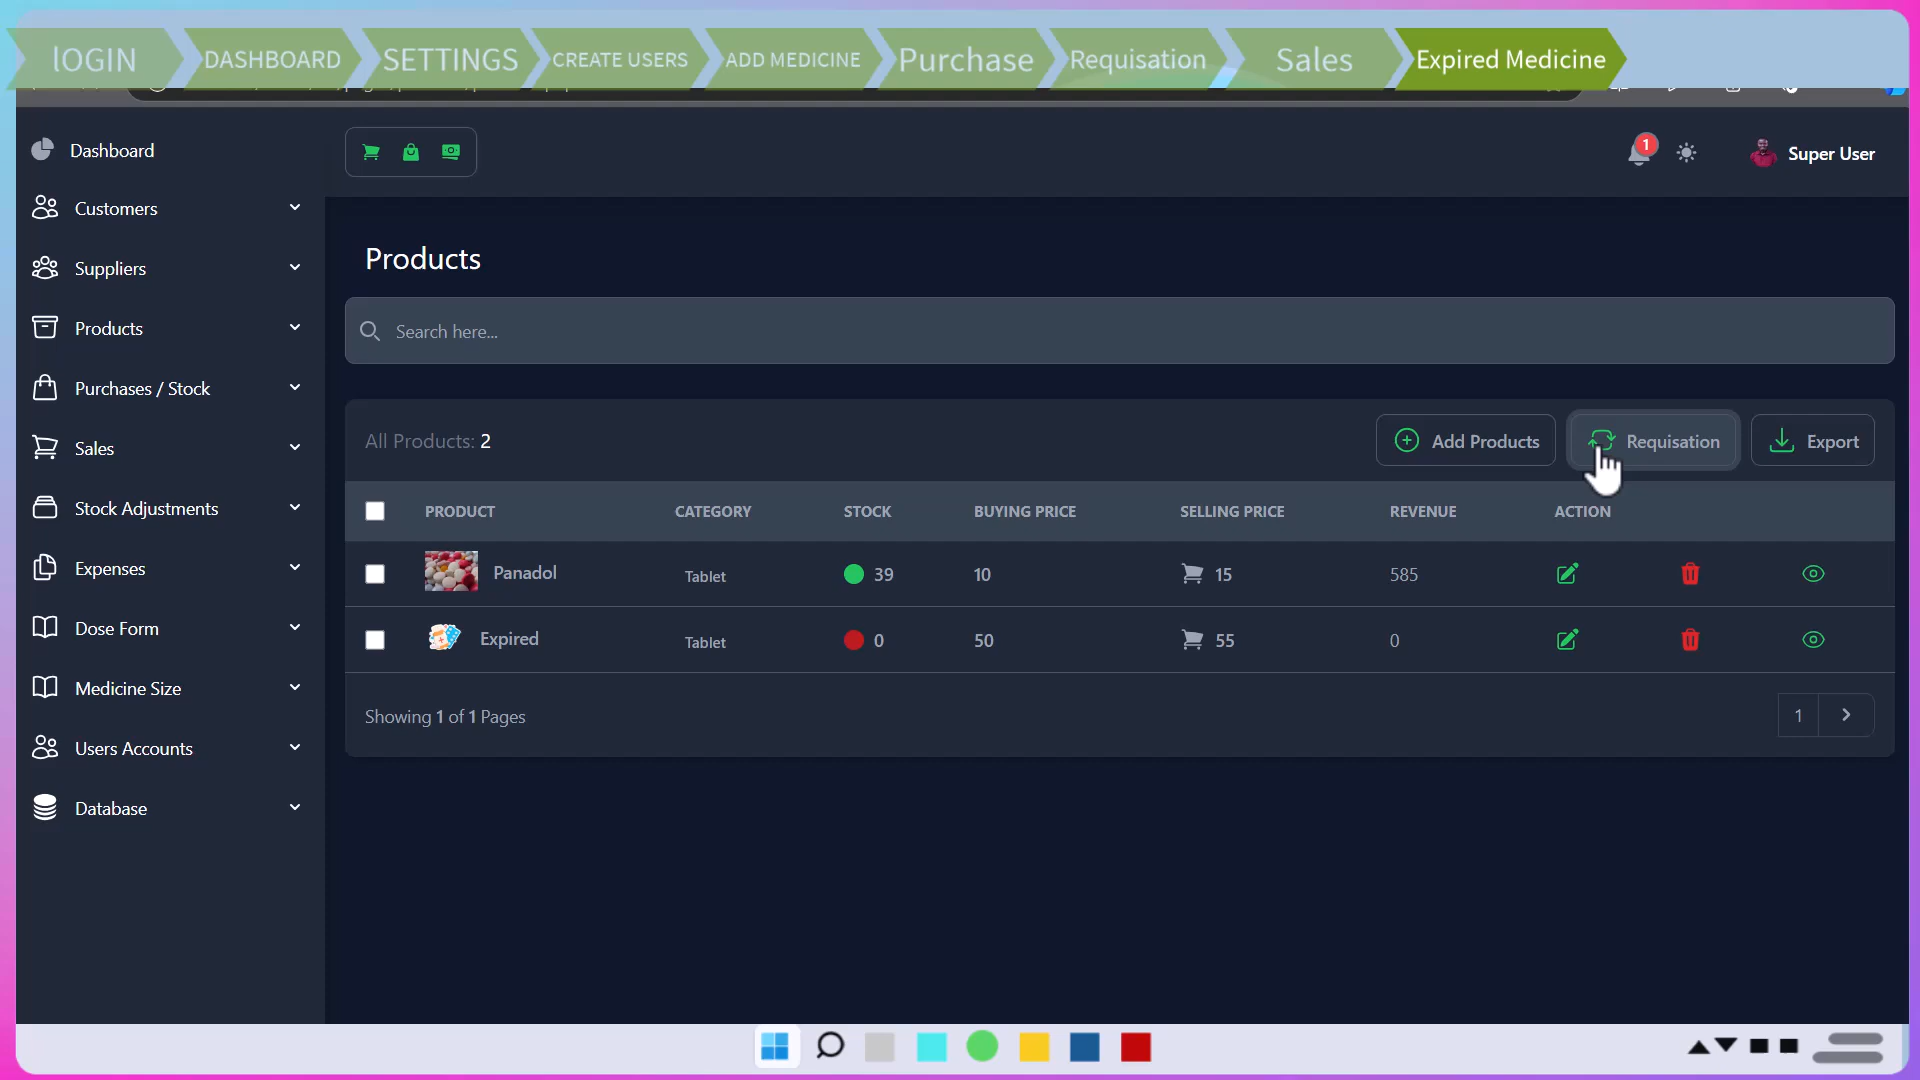 lOGIN DASHBOARD SETTINGS CREATE USERS ADD MEDICINE Purchase Requisation Sales Expired Medicine
Dashboard
Customers
Suppliers
Products
Purchases / Stock
Sales
Stock Adjustments
Expenses
Dose Form
Medicine Size
Users Accounts
Database
1
Super User
Products
Search here...
All Products: 2
Add Products
Requisation
Export
PRODUCT CATEGORY STOCK BUYING PRICE SELLING PRICE REVENUE ACTION
Panadol Tablet 39 10 15 585
Expired Tablet 0 50 55 0
Showing 1 of 1 Pages
1